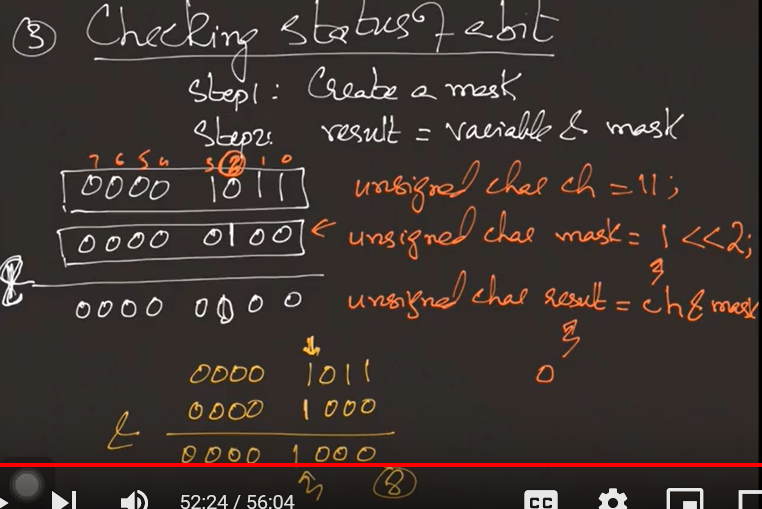 ③ Checking status of a bit
Step1: Create a mask
Step2: result = variable & mask
7 6 5 4 3 2 1 0
0000 1011 unsigned char ch = 11;
0000 0100 ← unsigned char mask = 1 <<2;
&
0000 0000 unsigned char result = ch & mask
0
0000 1011
& 0000 1000
0000 1000
⑧
52:24 / 56:04
CC